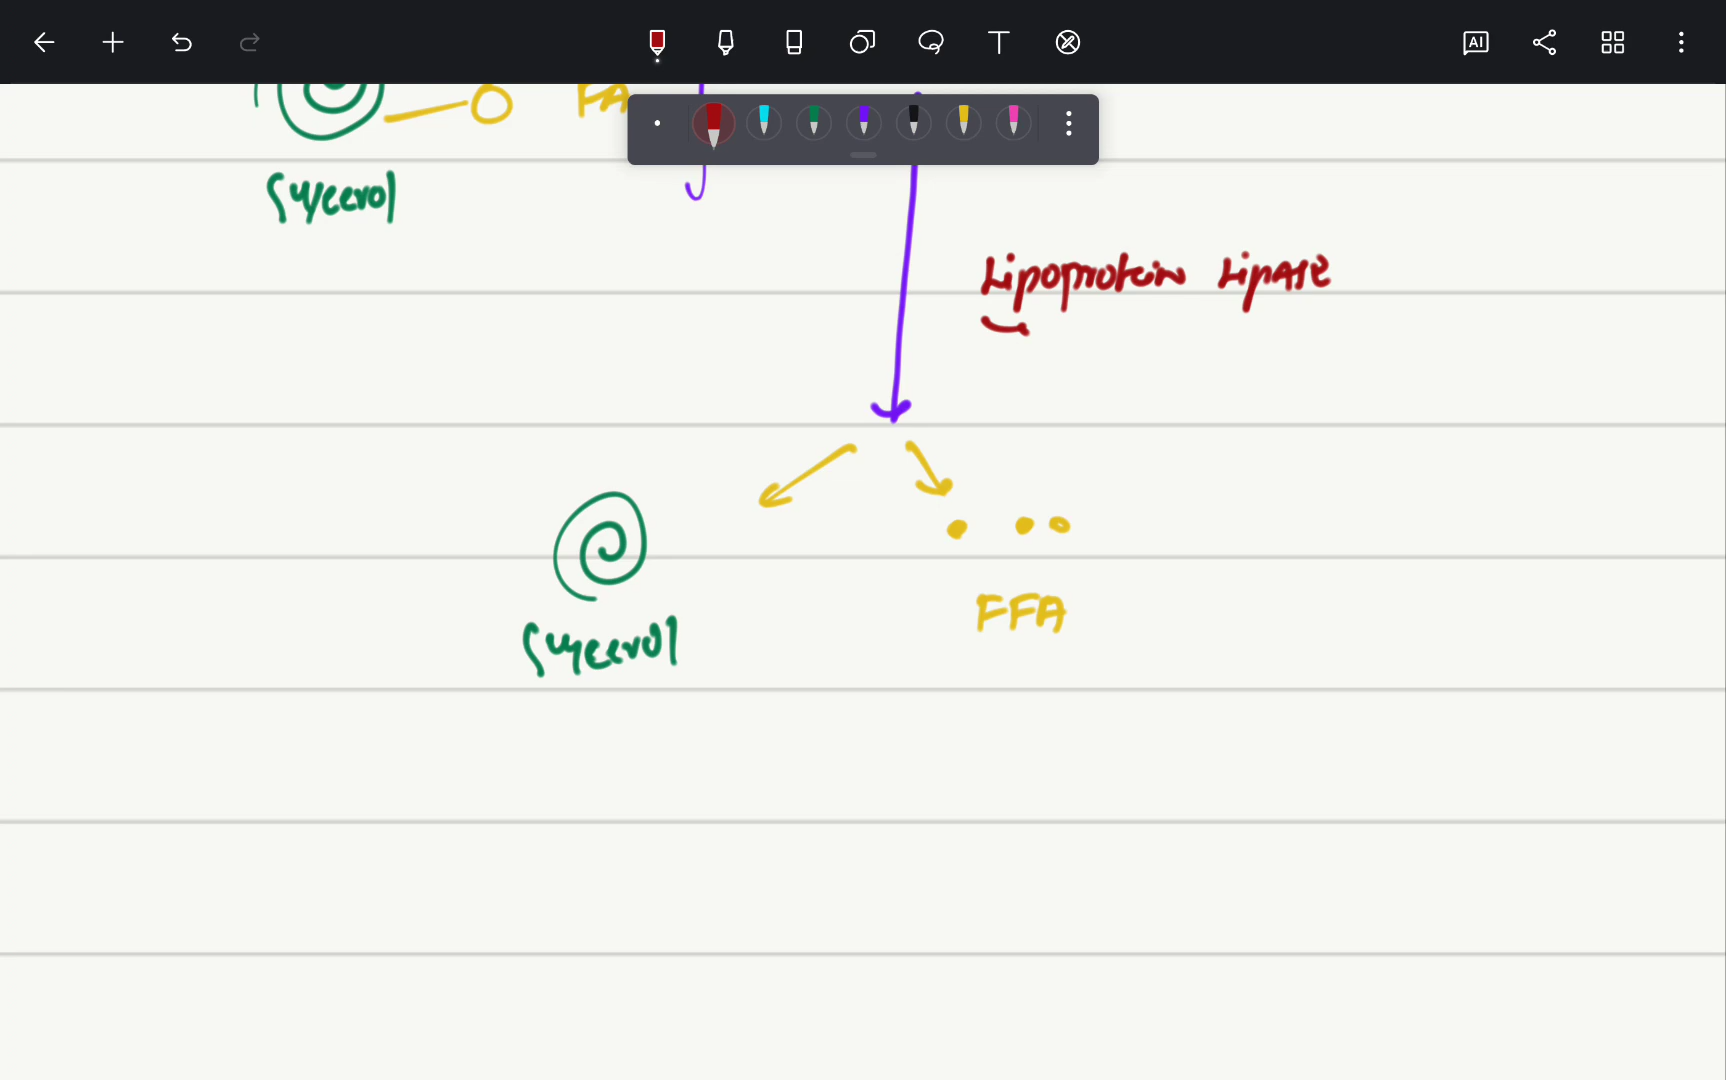 FA
Glycerol
Lipoprotein Lipase
Glycerol
FFA